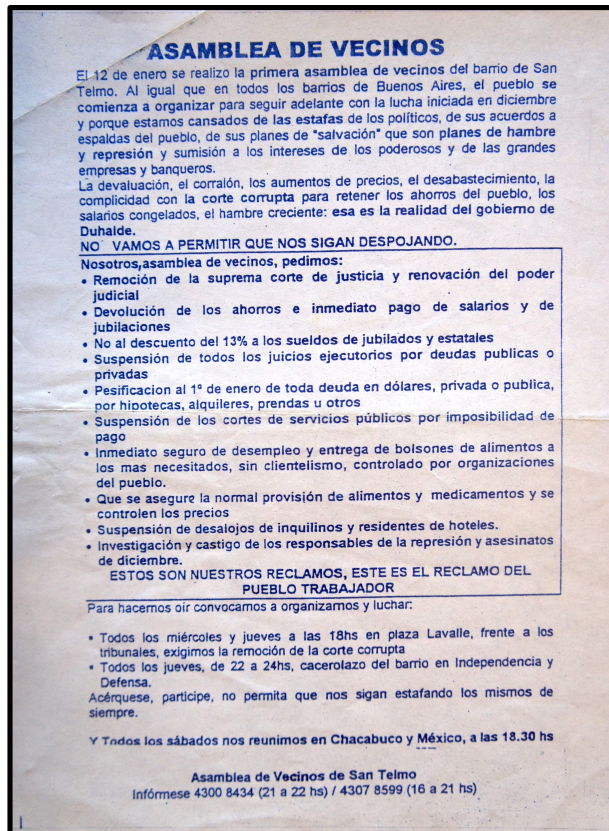 ASAMBLEA DE VECINOS
El 12 de enero se realizo la primera asamblea de vecinos del barrio de San
Telmo. Al igual que en todos los barrios de Buenos Aires, el pueblo se
comienza a organizar para seguir adelante con la lucha iniciada en diciembre
y porque estamos cansados de las estafas de los políticos, de sus acuerdos a
espaldas del pueblo, de sus planes de "salvación" que son planes de hambre
y represión y sumisión a los intereses de los poderosos y de las grandes
empresas y banqueros.
La devaluación, el corralón, los aumentos de precios, el desabastecimiento, la
complicidad con la corte corrupta para retener los ahorros del pueblo, los
salarios congelados, el hambre creciente: esa es la realidad del gobierno de
Duhalde.
NO VAMOS A PERMITIR QUE NOS SIGAN DESPOJANDO.
Nosotros,asamblea de vecinos, pedimos:
• Remoción de la suprema corte de justicia y renovación del poder
judicial
• Devolución de los ahorros e inmediato pago de salarios y de
jubilaciones
• No al descuento del 13% a los sueldos de jubilados y estatales
• Suspensión de todos los juicios ejecutorios por deudas publicas o
privadas
• Pesificacion al 1º de enero de toda deuda en dólares, privada o publica,
por hipotecas, alquileres, prendas u otros
• Suspensión de los cortes de servicios públicos por imposibilidad de
pago
• Inmediato seguro de desempleo y entrega de bolsones de alimentos a
los mas necesitados, sin clientelismo, controlado por organizaciones
del pueblo.
• Que se asegure la normal provisión de alimentos y medicamentos y se
controlen los precios
• Suspensión de desalojos de inquilinos y residentes de hoteles.
• Investigación y castigo de los responsables de la represión y asesinatos
de diciembre.
ESTOS SON NUESTROS RECLAMOS, ESTE ES EL RECLAMO DEL
PUEBLO TRABAJADOR
Para hacernos oír convocamos a organizarnos y luchar:
• Todos los miércoles y jueves a las 18hs en plaza Lavalle, frente a los
tribunales, exigimos la remoción de la corte corrupta
• Todos los jueves, de 22 a 24hs, cacerolazo del barrio en Independencia y
Defensa.
Acérquese, participe, no permita que nos sigan estafando los mismos de
siempre.
Y Todos los sábados nos reunimos en Chacabuco y México, a las 18.30 hs
Asamblea de Vecinos de San Telmo
Infórmese 4300 8434 (21 a 22 hs) / 4307 8599 (16 a 21 hs)